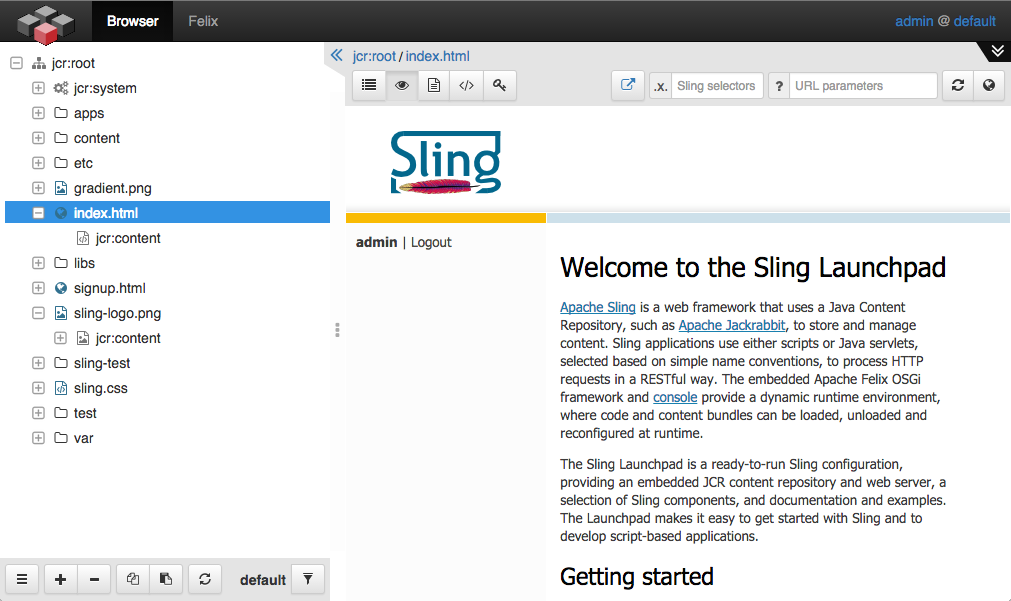 Browser Felix admin @ default
jcr:root
jcr:system
apps
content
etc
gradient.png
index.html
jcr:content
libs
signup.html
sling-logo.png
jcr:content
sling-test
sling.css
test
var
default
jcr:root / index.html
.x. Sling selectors ? URL parameters
Sling
admin | Logout
Welcome to the Sling Launchpad
Apache Sling is a web framework that uses a Java Content
Repository, such as Apache Jackrabbit, to store and manage
content. Sling applications use either scripts or Java servlets,
selected based on simple name conventions, to process HTTP
requests in a RESTful way. The embedded Apache Felix OSGi
framework and console provide a dynamic runtime environment,
where code and content bundles can be loaded, unloaded and
reconfigured at runtime.
The Sling Launchpad is a ready-to-run Sling configuration,
providing an embedded JCR content repository and web server, a
selection of Sling components, and documentation and examples.
The Launchpad makes it easy to get started with Sling and to
develop script-based applications.
Getting started